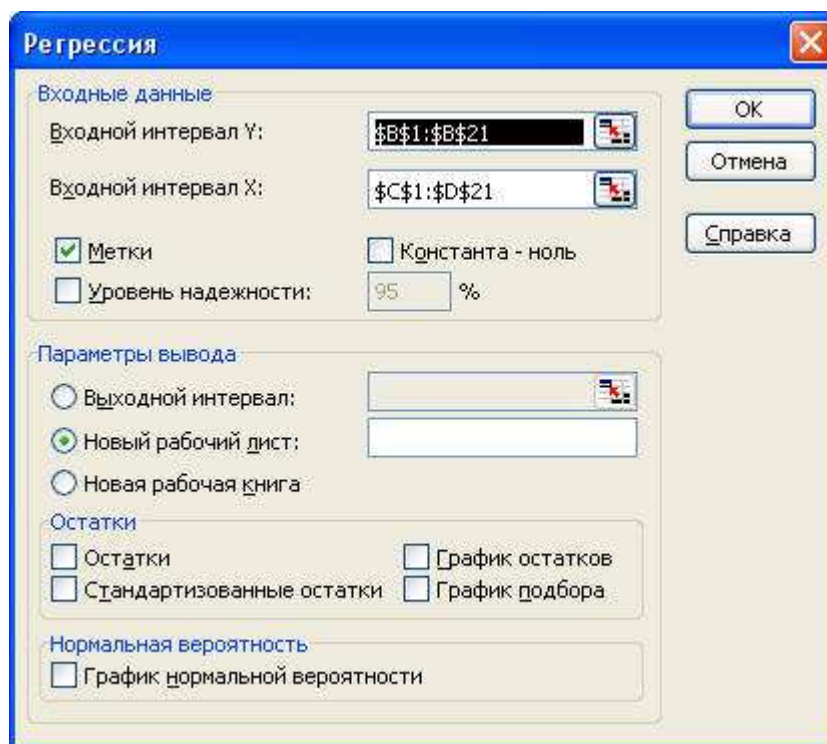 Регрессия
Входные данные
Входной интервал Y:
$B$1:$B$21
Входной интервал X:
$C$1:$D$21
Метки
Константа - ноль
Уровень надежности:
95
%
OK
Отмена
Справка
Параметры вывода
Выходной интервал:
Новый рабочий лист:
Новая рабочая книга
Остатки
Остатки
График остатков
Стандартизованные остатки
График подбора
Нормальная вероятность
График нормальной вероятности